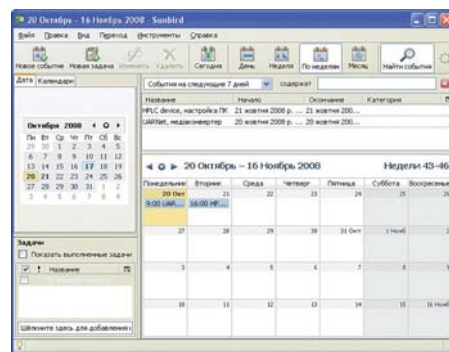 20 Октябрь - 16 Ноябрь 2008 - Sunbird
Файл Правка Вид Переход Инструменты Справка
Новое событие Новая задача Изменить Удалить Сегодня День Неделя По неделям Месяц Найти события
Дата Календари
События на следующие 7 дней содержат
Название Начало Окончание Категория
HPLC device, настройка ПК 21 жовтня 2008 р. ... 21 жовтня 200...
UARNet, медіаконвертер 20 жовтня 2008 р. ... 20 жовтня 200...
Октябрь 2008
Пн Вт Ср Чт Пт Сб Вс
29 30 1 2 3 4 5
6 7 8 9 10 11 12
13 14 15 16 17 18 19
20 21 22 23 24 25 26
27 28 29 30 31 1 2
3 4 5 6 7 8 9
20 Октябрь – 16 Ноябрь 2008 Недели 43-46
Понедельник Вторник Среда Четверг Пятница Суббота Воскресенье
20 Окт 21 22 23 24 25 26
9:00 UAR... 16:00 HP...
27 28 29 30 31 Окт 1 Нояб 2
3 4 5 6 7 8 9
10 11 12 13 14 15 16 Нояб
Задачи
Показать выполненные задачи
! Название
Щёлкните здесь для добавления